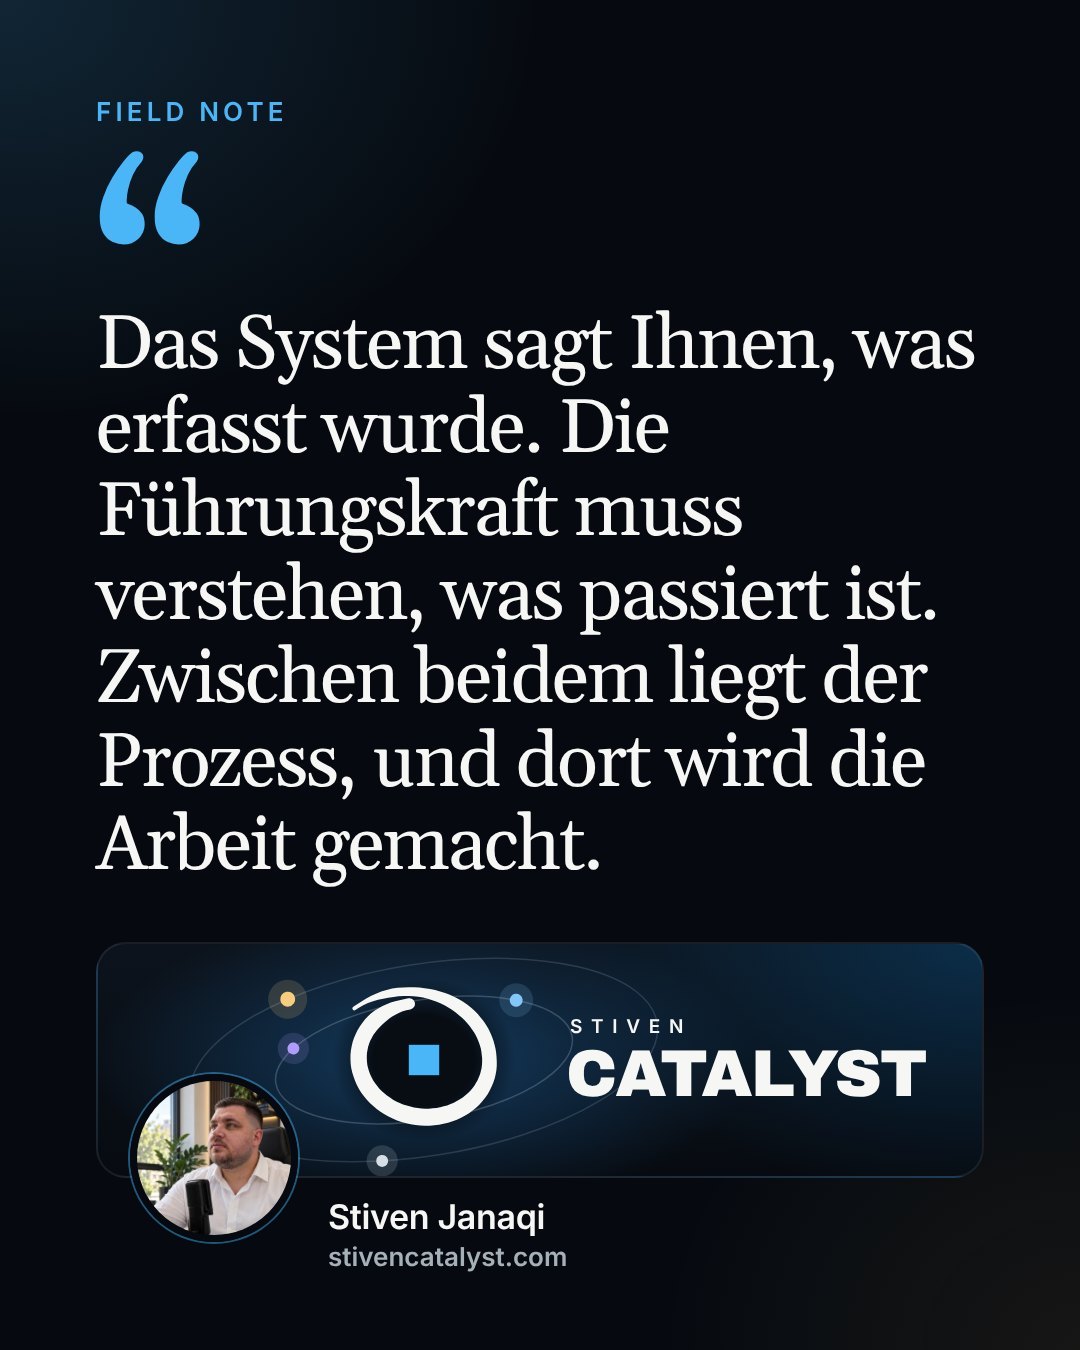 FIELD NOTE
“
Das System sagt Ihnen, was
erfasst wurde. Die
Führungskraft muss
verstehen, was passiert ist.
Zwischen beidem liegt der
Prozess, und dort wird die
Arbeit gemacht.
STIVEN
CATALYST
Stiven Janaqi
stivencatalyst.com